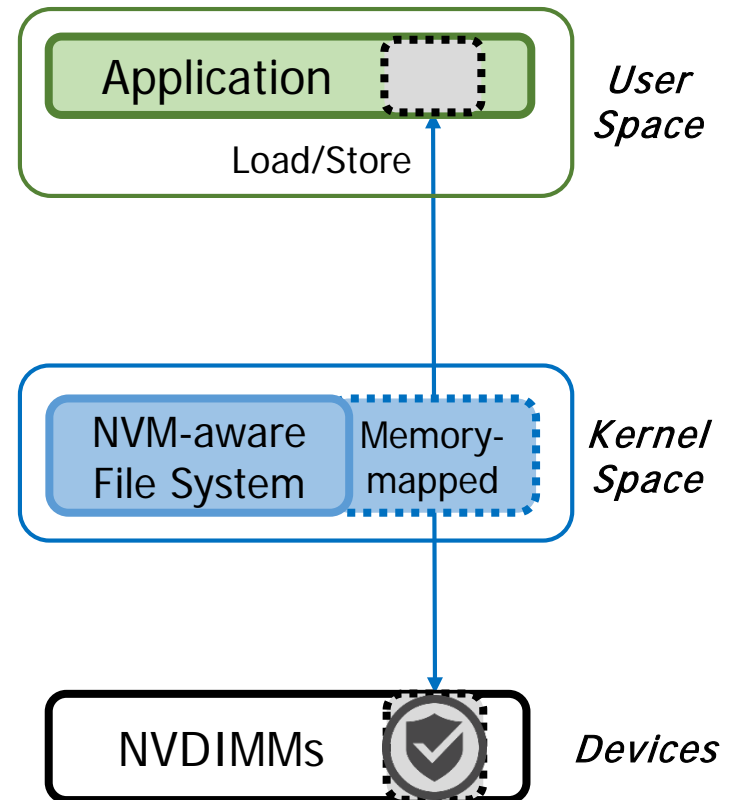 Application
User
Space
Load/Store
NVM-aware
File System
Memory-
mapped
Kernel
Space
NVDIMMs
Devices